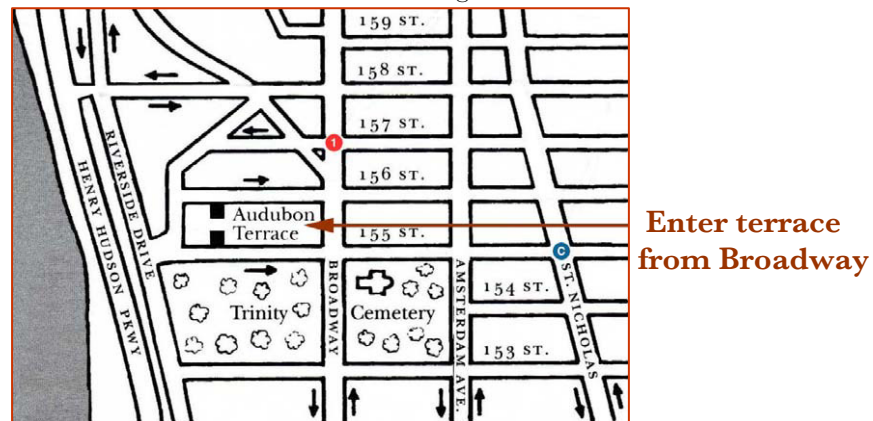 159 ST.
158 ST.
157 ST.
1
156 ST.
RIVERSIDE DRIVE
HENRY HUDSON PKWY
Audubon
Terrace
155 ST.
Enter terrace
from Broadway
C
BROADWAY
AMSTERDAM AVE.
ST. NICHOLAS
154 ST.
Trinity
Cemetery
153 ST.